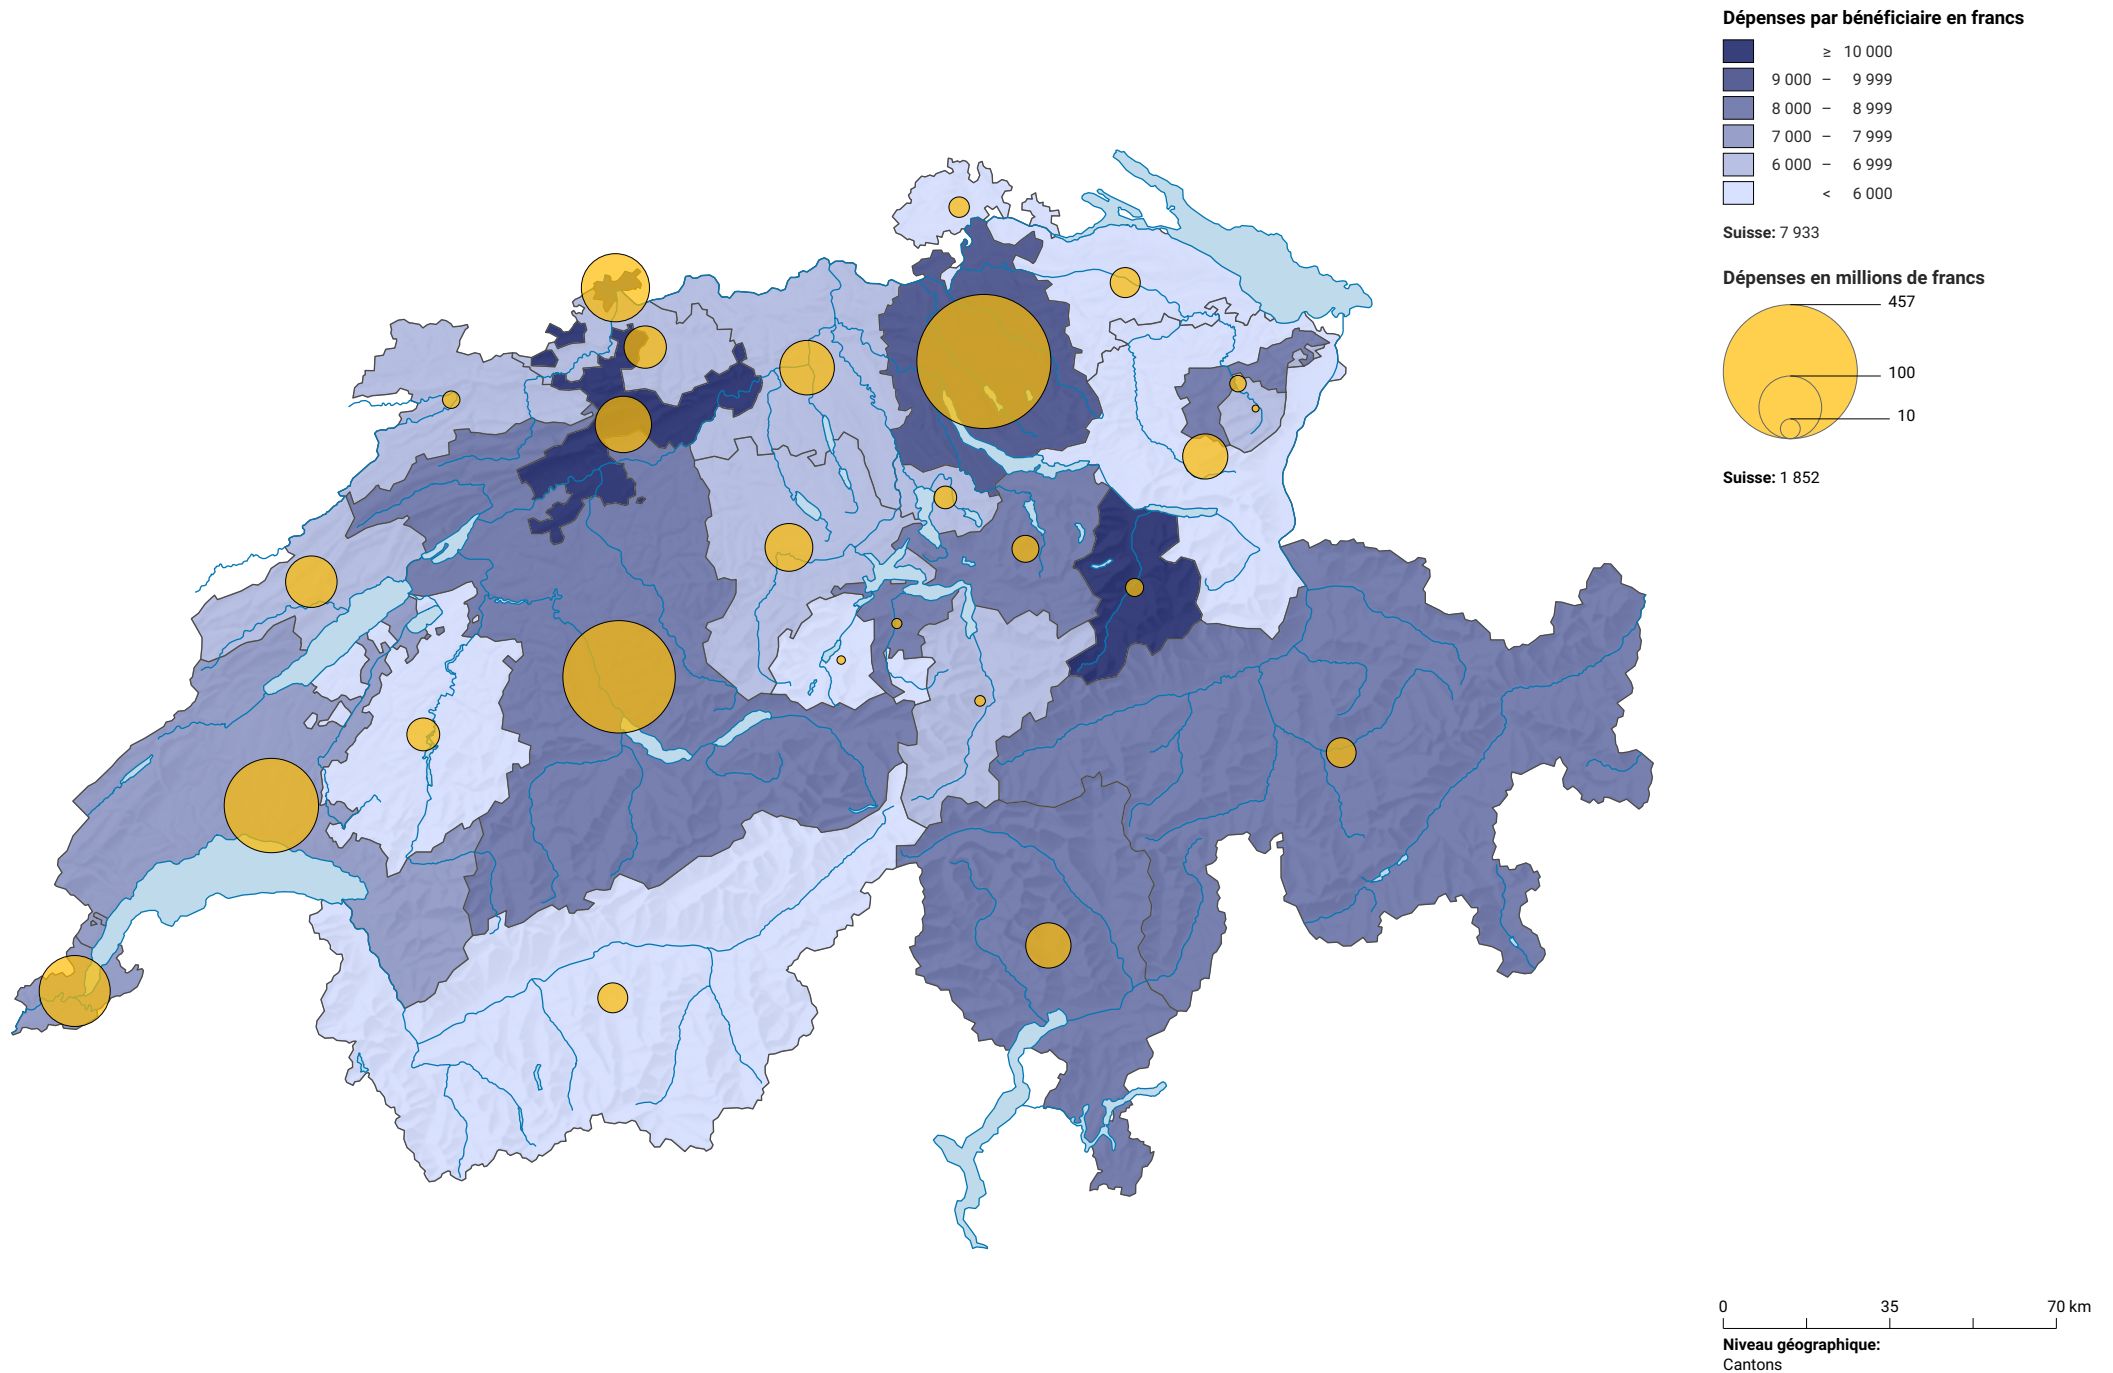 Dépenses par bénéficiaire en francs
≥ 10 000
9 000 – 9 999
8 000 – 8 999
7 000 – 7 999
6 000 – 6 999
< 6 000
Suisse: 7 933
Dépenses en millions de francs
457
100
10
Suisse: 1 852
0 35 70 km
Niveau géographique:
Cantons